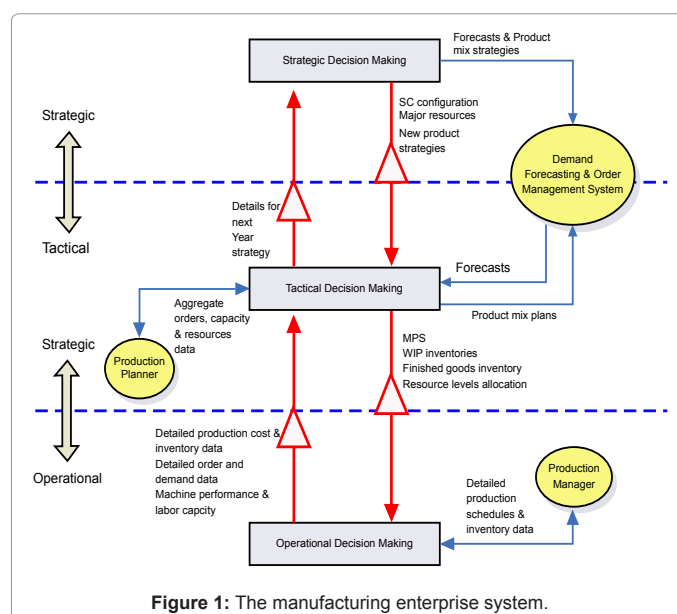 Forecasts & Product
mix strategies
Strategic Decision Making
SC configuration
Major resources
New product
strategies
Strategic
Demand
Forecasting & Order
Management System
Tactical
Details for
next
Year
strategy
Forecasts
Tactical Decision Making
Product mix plans
Aggregate
orders, capacity
& resources
data
Strategic
Production
Planner
MPS
WIP inventories
Finished goods inventory
Resource levels allocation
Operational
Detailed production cost &
inventory data
Detailed order and
demand data
Machine performance &
labor capcity
Production
Manager
Detailed
production
schedules &
inventory data
Operational Decision Making
Figure 1: The manufacturing enterprise system.